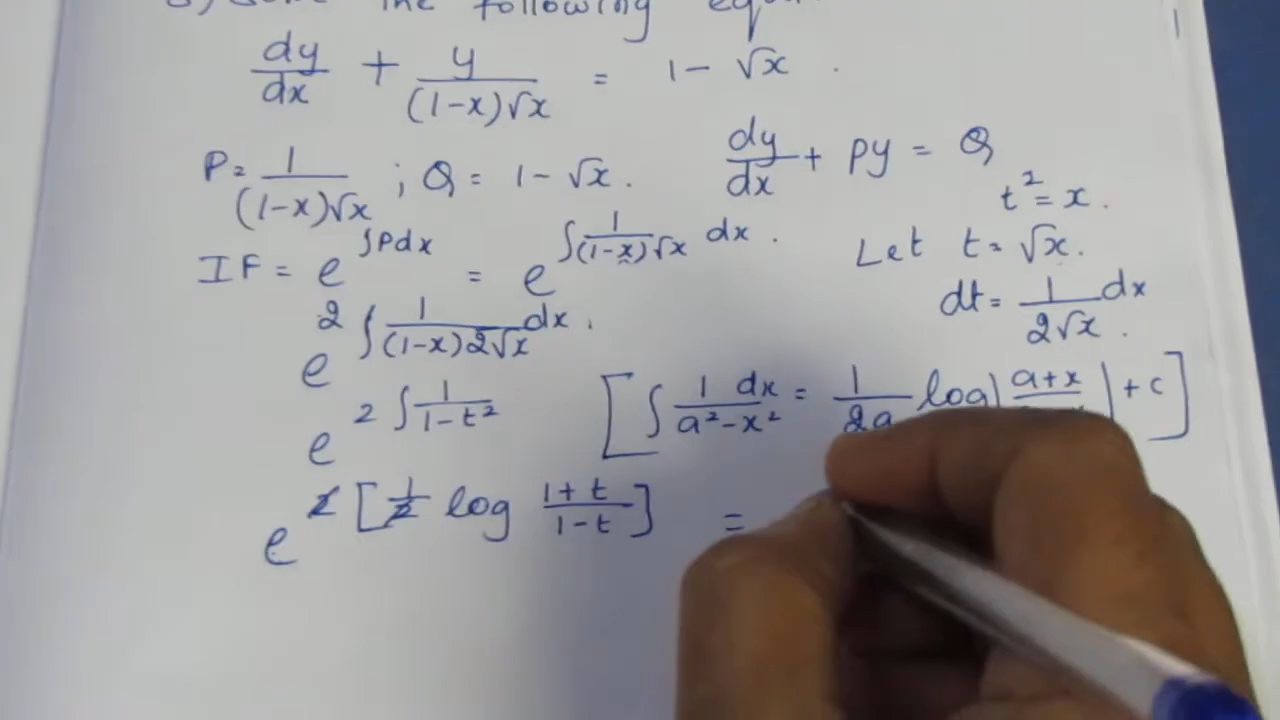 the following
dy/dx + y/((1-x)√x) = 1 - √x .
P = 1/((1-x)√x) ; Q = 1 - √x . dy/dx + Py = Q
t² = x .
IF = e^(∫Pdx) = e^(∫ 1/((1-x)√x) dx) . Let t = √x .
dt = 1/(2√x) dx .
e^(2 ∫ 1/((1-x)2√x) dx) .
e^(2 ∫ 1/(1-t²)) [ ∫ 1/(a²-x²) dx = 1/(2a) log | (a+x) | + c ]
e^(2 [ 1/2 log (1+t)/(1-t) ]) =